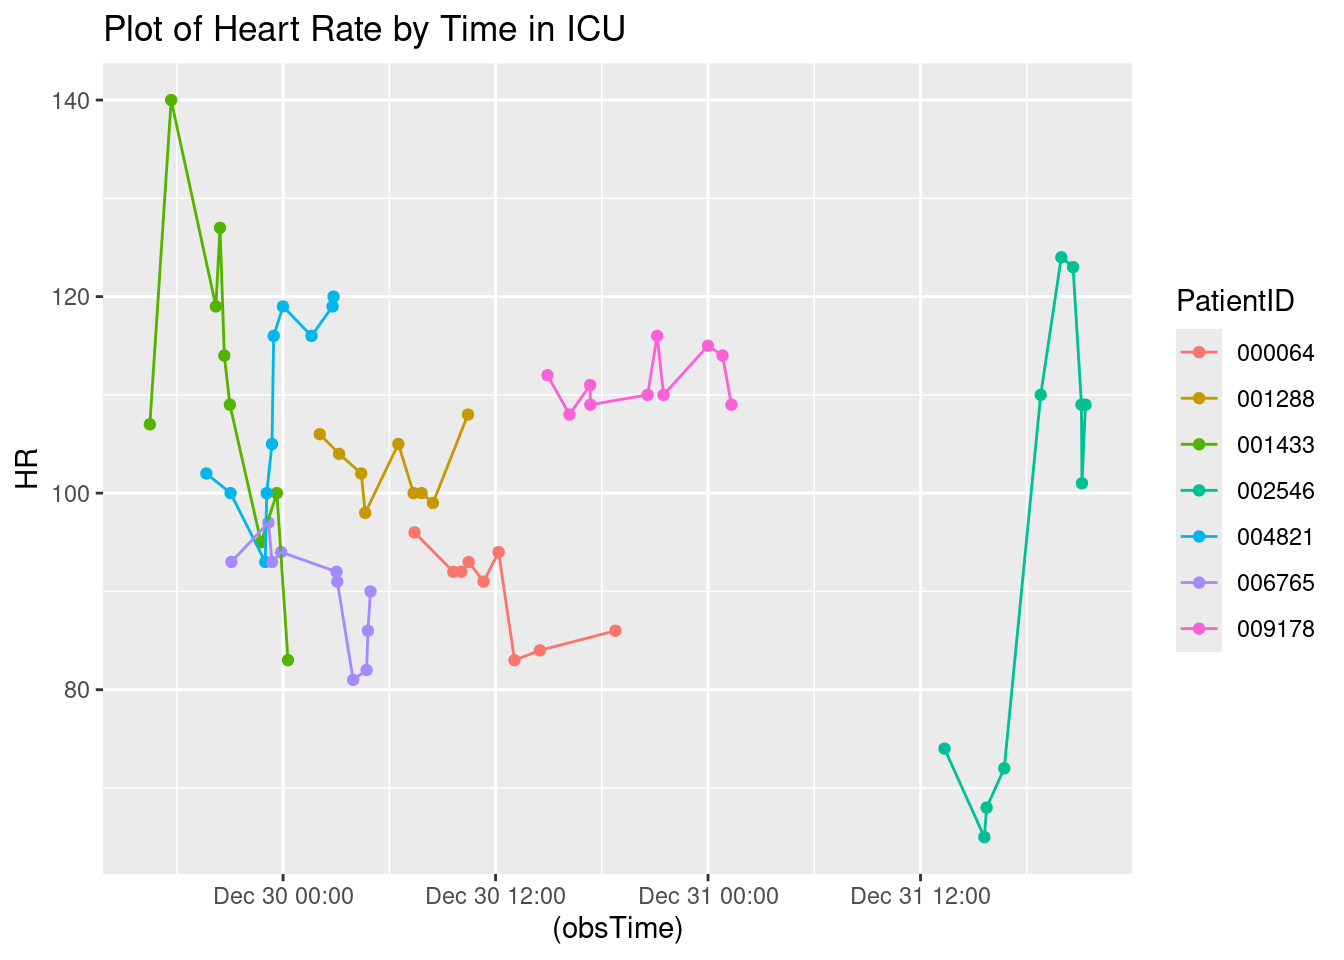 Plot of Heart Rate by Time in ICU
140
120
100
80
HR
Dec 30 00:00
Dec 30 12:00
Dec 31 00:00
Dec 31 12:00
(obsTime)
PatientID
000064
001288
001433
002546
004821
006765
009178